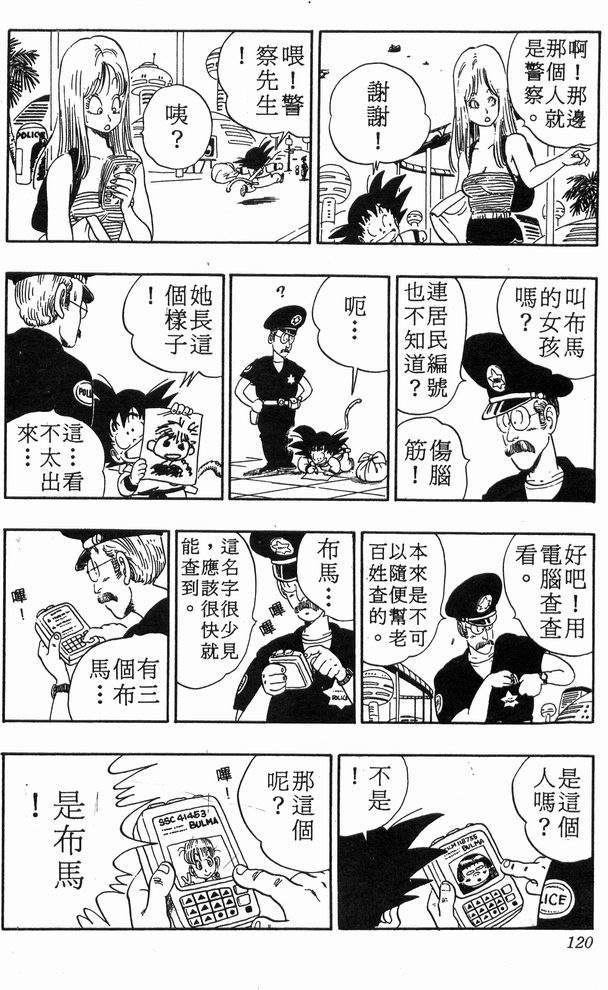 啊！那邊
那個人就
是警察。
謝謝！
喂！警
察先生
！
咦？
POLICE
叫布馬
的女孩
嗎？
連居民編號
也不知道？
傷腦
筋！
呃…
?
她長這
個樣子
！
這…看
不太出
來…
POLI
好吧！用
電腦查查
看。
本來是不可
以隨便幫老
百姓查的。
布馬…
嗶
嗶
這名字很少見
，應該很快就
能查到。
POLICE
嗶！
有三
個布
馬…
是這個
人嗎？
不是
！
BULMA
LICE
那這個
呢？
嗶！
SSC 41453
BULMA
是布馬
！
120